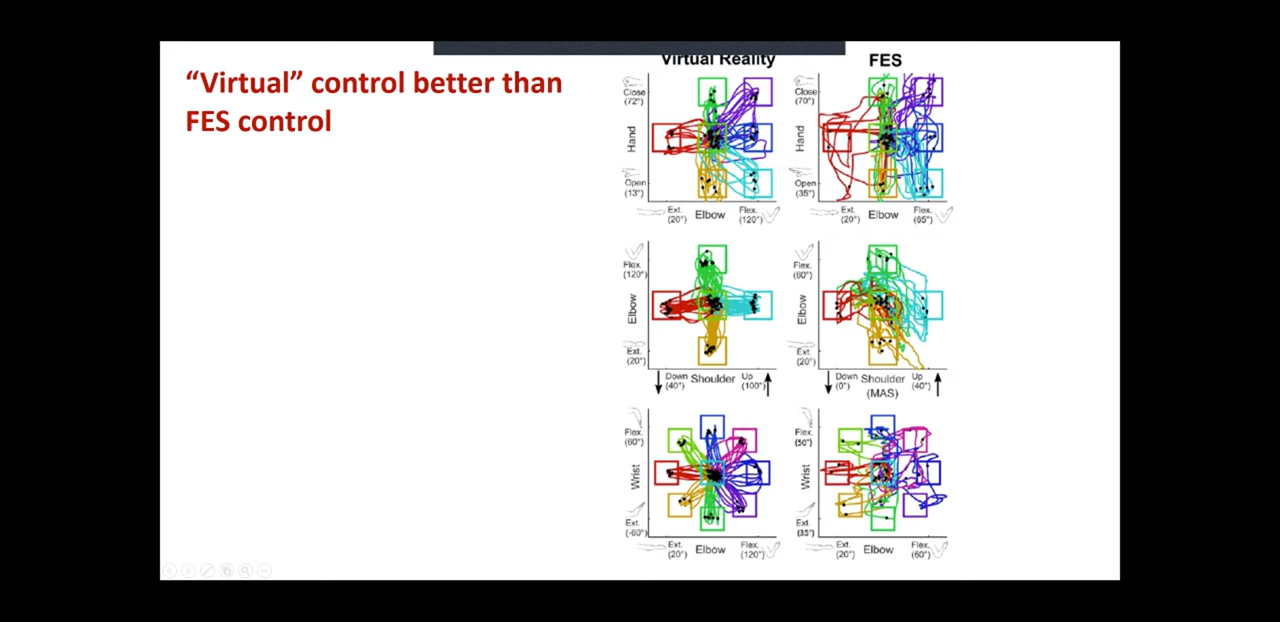 “Virtual” control better than
FES control
Virtual Reality
FES
Close
(72°)
Hand
Open
(13°)
Ext.
(20°)
Elbow
Flex.
(120°)
Close
(70°)
Hand
Open
(35°)
Ext.
(20°)
Elbow
Flex.
(65°)
Flex.
(120°)
Elbow
Ext.
(20°)
Down
(40°)
Shoulder
Up
(100°)
Flex.
(60°)
Elbow
Ext.
(20°)
Down
(0°)
Shoulder
(MAS)
Up
(40°)
Flex.
(60°)
Wrist
Ext.
(-60°)
Ext.
(20°)
Elbow
Flex.
(120°)
Flex.
(50°)
Wrist
Ext.
(35°)
Ext.
(20°)
Elbow
Flex.
(60°)